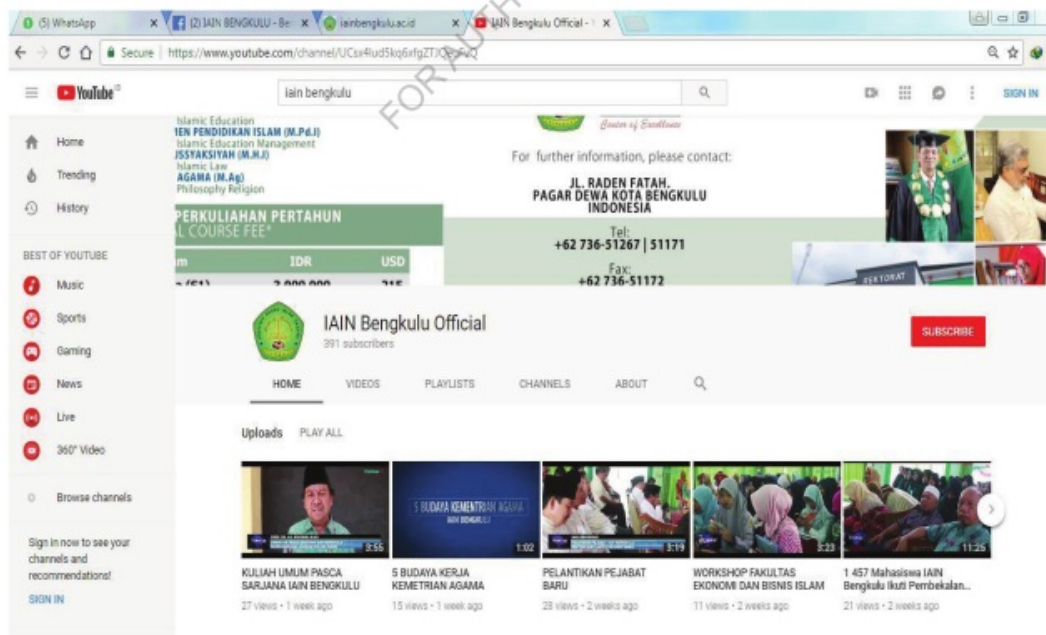 (5) WhatsApp
(2) IAIN BENGKULU - Be
iainbengkulu.ac.id
IAIN Bengkulu Official - Y
Secure
https://www.youtube.com/channel/
FOR AUTH
YouTube ID
iain bengkulu
SIGN IN
Home
Trending
History
BEST OF YOUTUBE
Music
Sports
Gaming
News
Live
360° Video
Browse channels
Sign in now to see your
channels and
recommendations!
SIGN IN
Islamic Education
EN PENDIDIKAN ISLAM (M.Pd.I)
Islamic Education Management
USSYAKSIYAH (M.H.I)
Islamic Law
AGAMA (M.Ag)
Philosophy Religion
PERKULIAHAN PERTAHUN
AL COURSE FEE*
m IDR USD
(S1) 3.000.000 215
Center of Excellence
For further information, please contact:
JL. RADEN FATAH.
PAGAR DEWA KOTA BENGKULU
INDONESIA
Tel:
+62 736-51267 | 51171
Fax:
+62 736-51172
REKTORAT
IAIN Bengkulu Official
391 subscribers
SUBSCRIBE
HOME VIDEOS PLAYLISTS CHANNELS ABOUT
Uploads PLAY ALL
3:55
5 BUDAYA KEMENTRIAN AGAMA
IAIN BENGKULU
1:02
3:19
3:23
11:25
KULIAH UMUM PASCA
SARJANA IAIN BENGKULU
27 views • 1 week ago
5 BUDAYA KERJA
KEMETRIAN AGAMA
15 views • 1 week ago
PELANTIKAN PEJABAT
BARU
28 views • 2 weeks ago
WORKSHOP FAKULTAS
EKONOMI DAN BISNIS ISLAM
11 views • 2 weeks ago
1 457 Mahasiswa IAIN
Bengkulu Ikuti Pembekalan...
21 views • 2 weeks ago